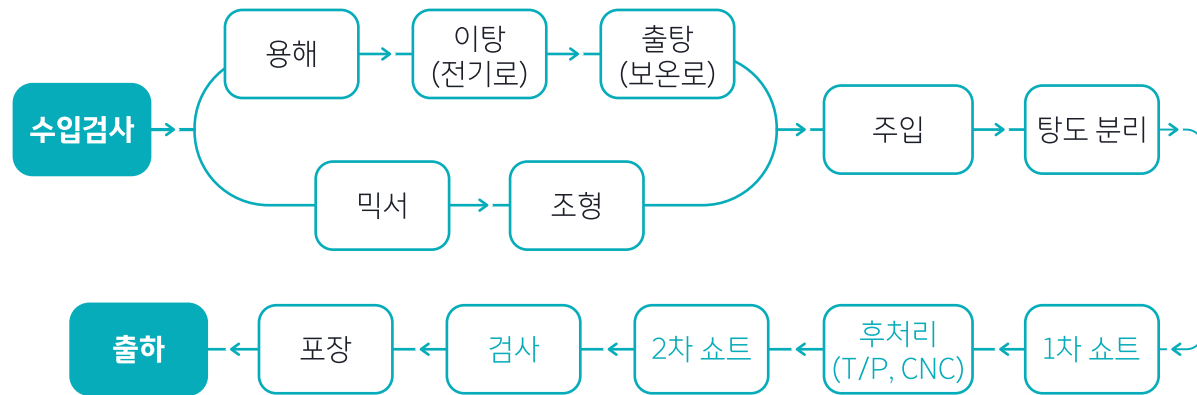 수입검사
용해
이탕
(전기로)
출탕
(보온로)
믹서
조형
주입
탕도 분리
1차 쇼트
후처리
(T/P, CNC)
2차 쇼트
검사
포장
출하